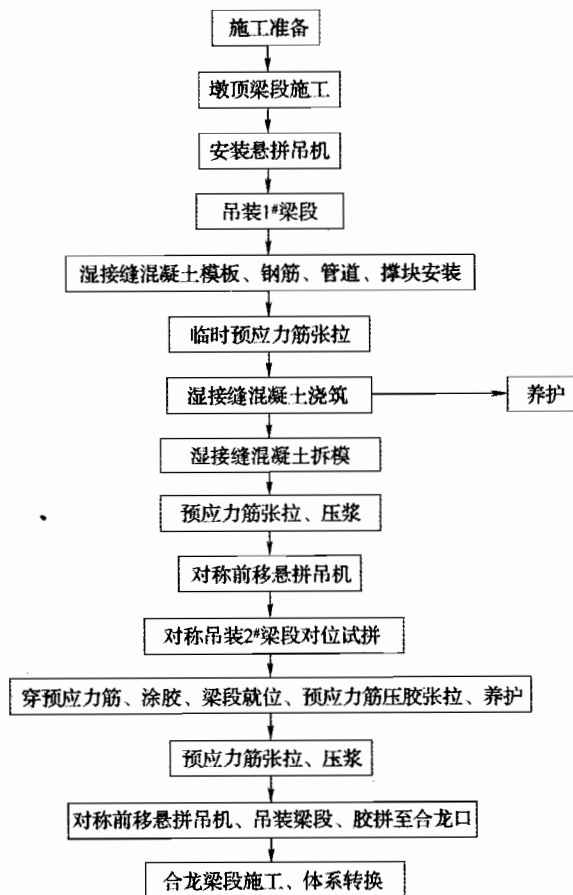 施工准备
墩顶梁段施工
安装悬拼吊机
吊装1#梁段
湿接缝混凝土模板、钢筋、管道、撑块安装
临时预应力筋张拉
湿接缝混凝土浇筑
养护
湿接缝混凝土拆模
预应力筋张拉、压浆
对称前移悬拼吊机
对称吊装2#梁段对位试拼
穿预应力筋、涂胶、梁段就位、预应力筋压胶张拉、养护
预应力筋张拉、压浆
对称前移悬拼吊机、吊装梁段、胶拼至合龙口
合龙梁段施工、体系转换